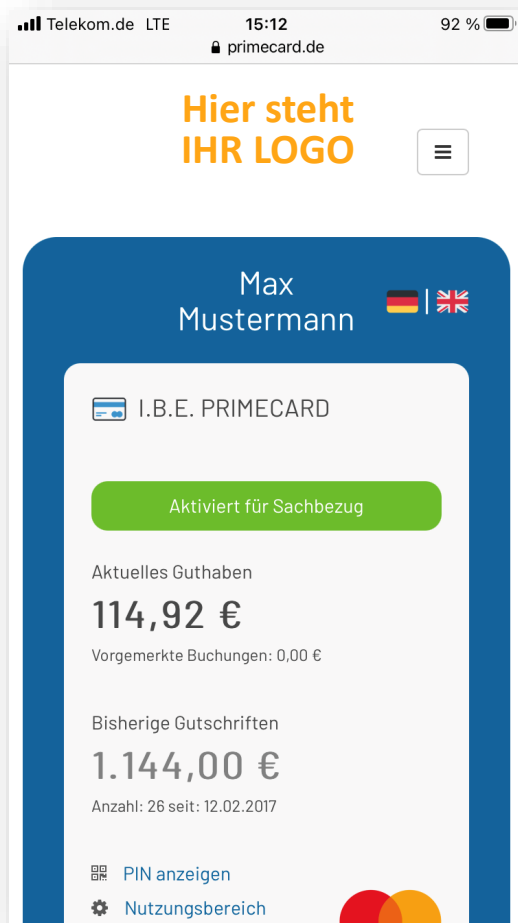 Telekom.de LTE 15:12 92 %
primecard.de
Hier steht
IHR LOGO
Max
Mustermann
I.B.E. PRIMECARD
Aktiviert für Sachbezug
Aktuelles Guthaben
114,92 €
Vorgemerkte Buchungen: 0,00 €
Bisherige Gutschriften
1.144,00 €
Anzahl: 26 seit: 12.02.2017
PIN anzeigen
Nutzungsbereich